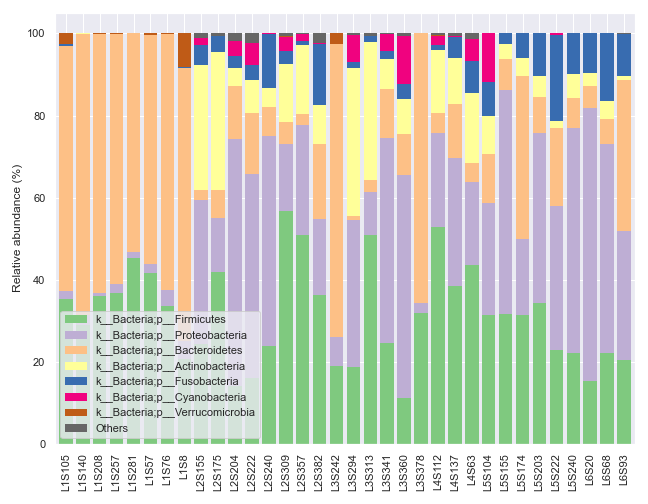 Relative abundance (%)
100
80
60
40
20
0
k__Bacteria;p__Firmicutes
k__Bacteria;p__Proteobacteria
k__Bacteria;p__Bacteroidetes
k__Bacteria;p__Actinobacteria
k__Bacteria;p__Fusobacteria
k__Bacteria;p__Cyanobacteria
k__Bacteria;p__Verrucomicrobia
Others
L1S105
L1S140
L1S208
L1S257
L1S281
L1S57
L1S76
L1S8
L2S155
L2S175
L2S204
L2S222
L2S240
L2S309
L2S357
L2S382
L3S242
L3S294
L3S313
L3S341
L3S360
L3S378
L4S112
L4S137
L4S63
L5S104
L5S155
L5S174
L5S203
L5S222
L5S240
L6S20
L6S68
L6S93